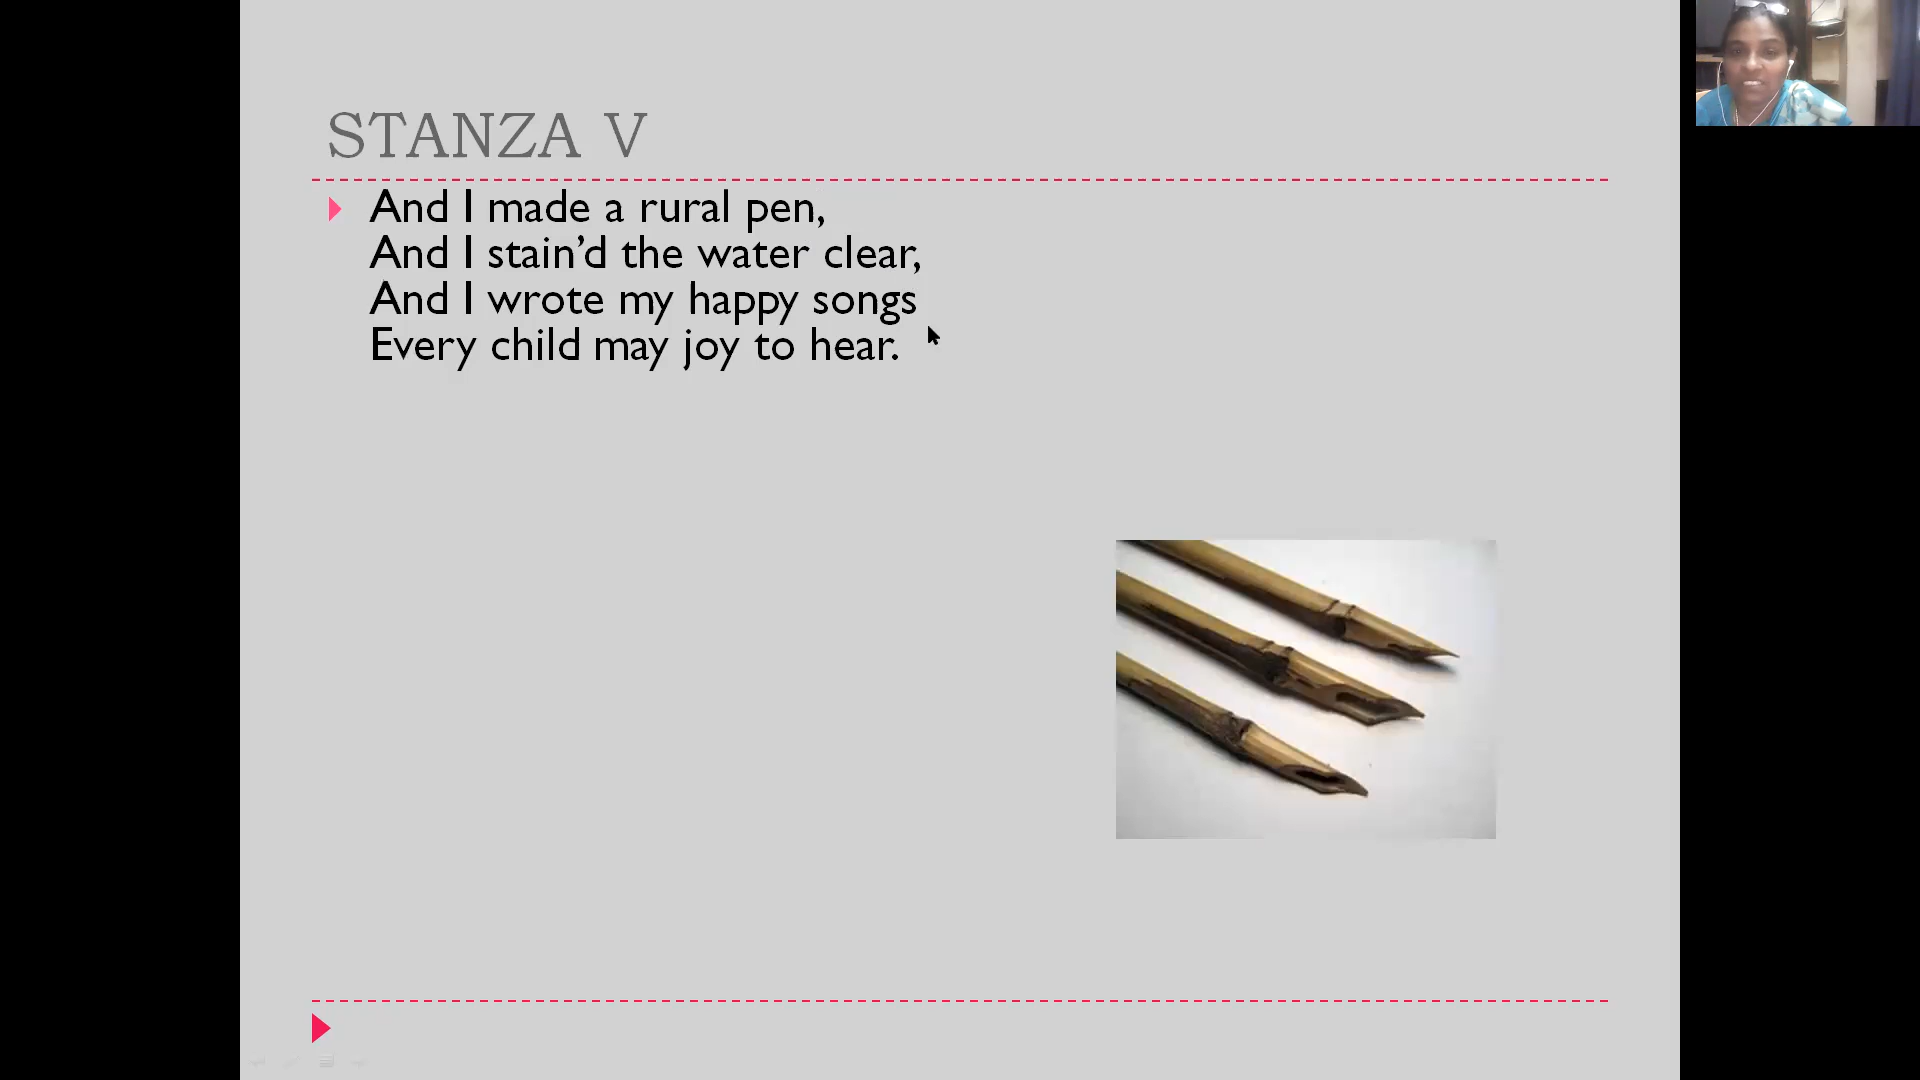 STANZA V
And I made a rural pen,
And I stain’d the water clear,
And I wrote my happy songs
Every child may joy to hear.